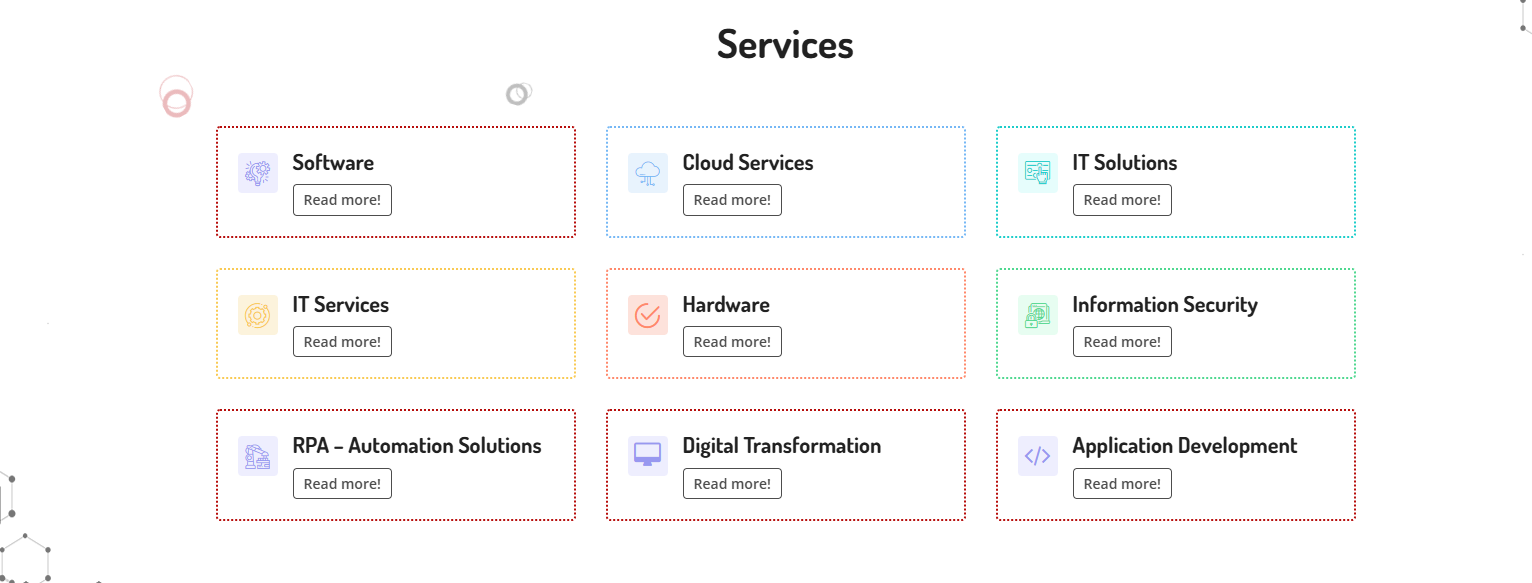 Services
Software
Read more!
Cloud Services
Read more!
IT Solutions
Read more!
IT Services
Read more!
Hardware
Read more!
Information Security
Read more!
RPA – Automation Solutions
Read more!
Digital Transformation
Read more!
Application Development
Read more!